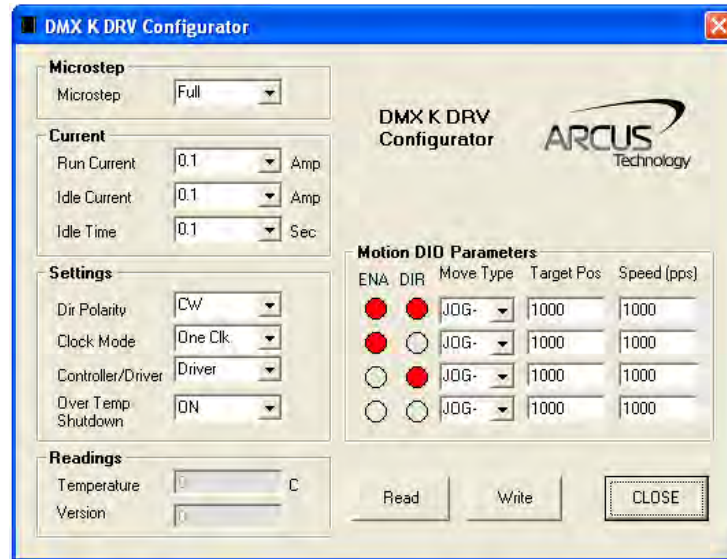 DMX K DRV Configurator
Microstep
Microstep Full
Current
Run Current 0.1 Amp
Idle Current 0.1 Amp
Idle Time 0.1 Sec
Settings
Dir Polarity CW
Clock Mode One Clk
Controller/Driver Driver
Over Temp
Shutdown ON
Readings
Temperature C
Version
DMX K DRV
Configurator
ARCUS
Technology
Motion DIO Parameters
ENA DIR Move Type Target Pos Speed (pps)
JOG- 1000 1000
JOG- 1000 1000
JOG- 1000 1000
JOG- 1000 1000
Read Write CLOSE